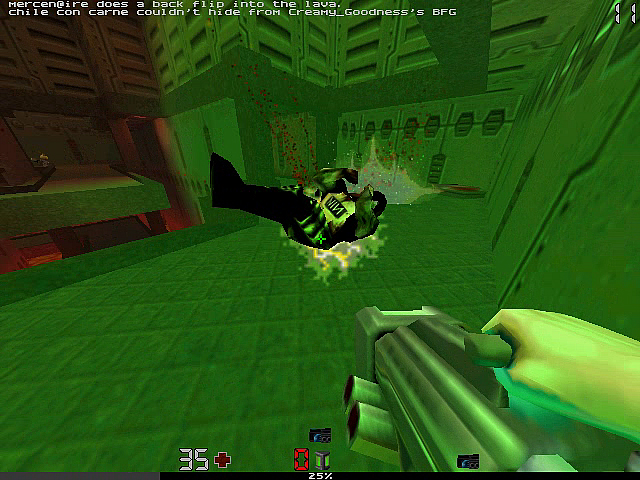 Mercen@ire does a back flip into the lava.
chile con carne couldn't hide from Creamy_Goodness's BFG
11
35
0
25%